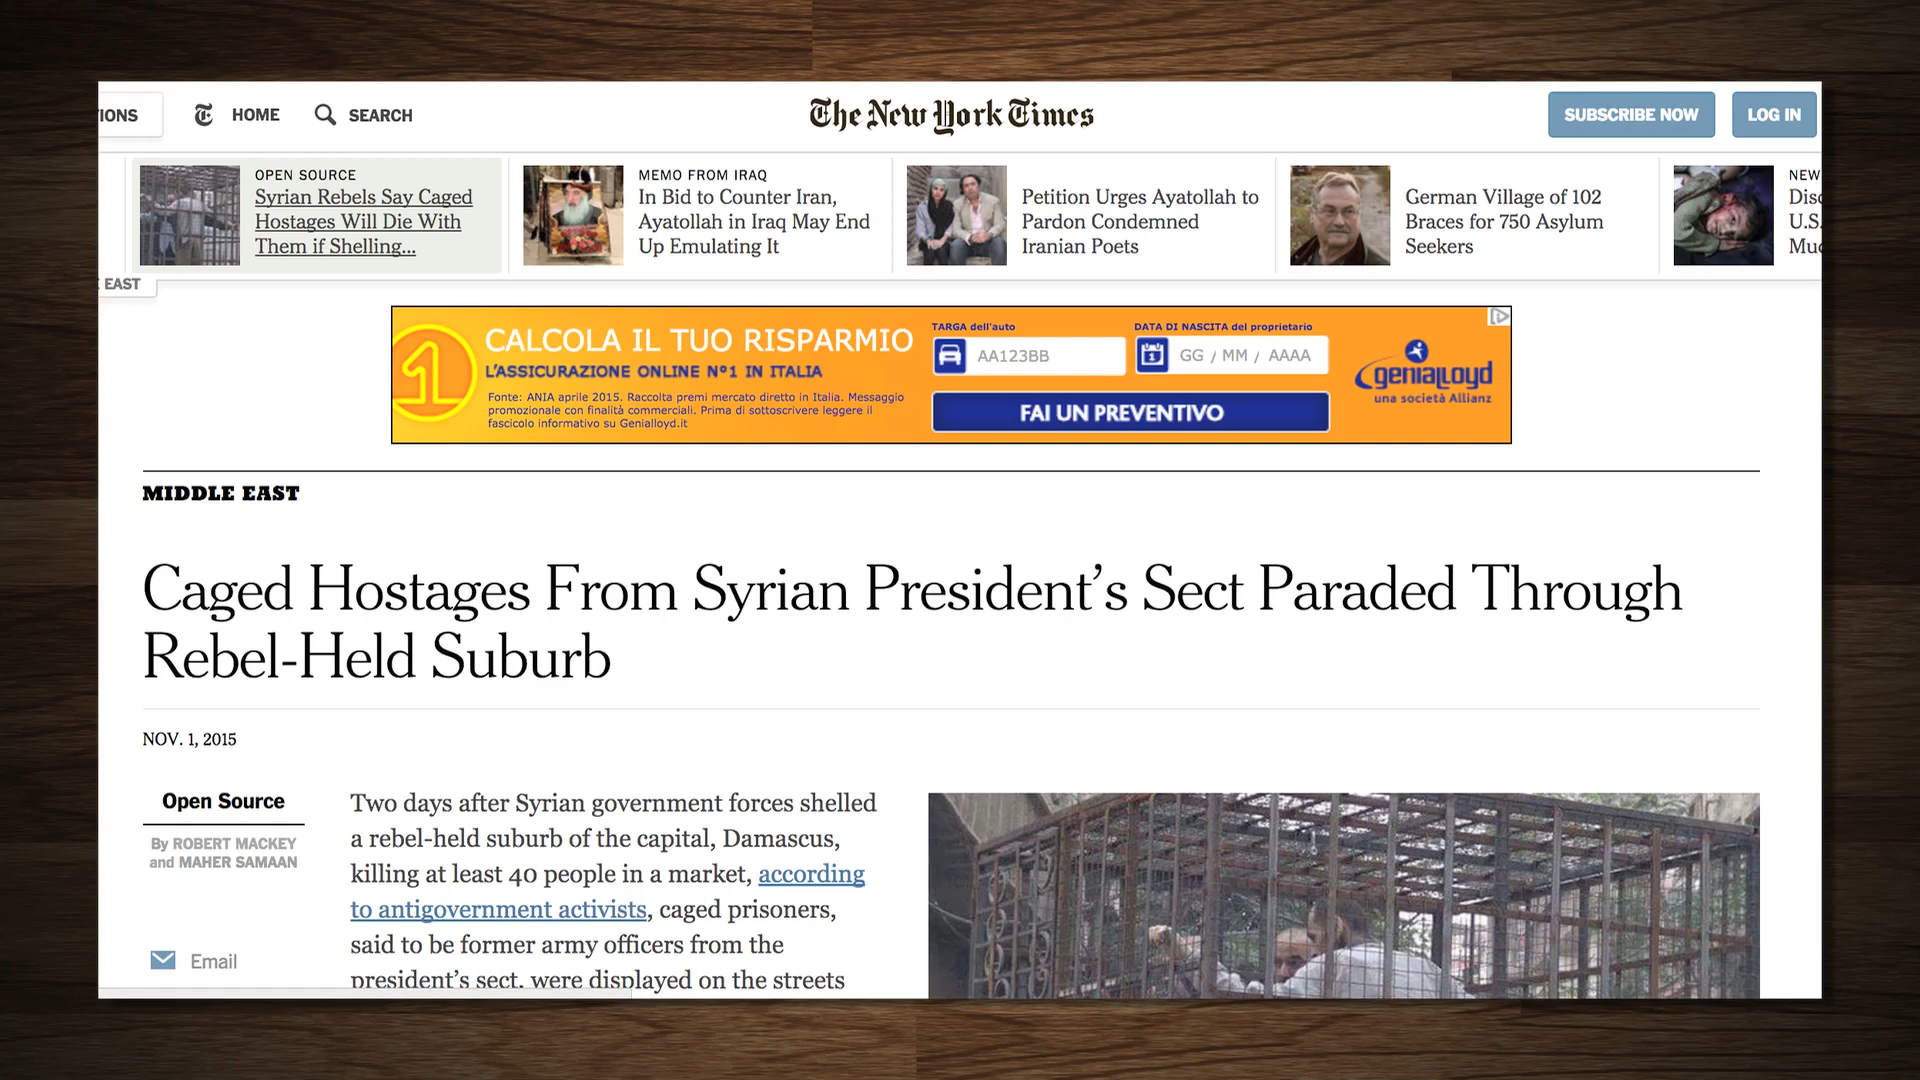 IONS
HOME
SEARCH
The New York Times
SUBSCRIBE NOW
LOG IN
OPEN SOURCE
Syrian Rebels Say Caged
Hostages Will Die With
Them if Shelling...
MEMO FROM IRAQ
In Bid to Counter Iran,
Ayatollah in Iraq May End
Up Emulating It
Petition Urges Ayatollah to
Pardon Condemned
Iranian Poets
German Village of 102
Braces for 750 Asylum
Seekers
NEW
Disc
U.S.
Muc
E EAST
1
CALCOLA IL TUO RISPARMIO
L'ASSICURAZIONE ONLINE N°1 IN ITALIA
Fonte: ANIA aprile 2015. Raccolta premi mercato diretto in Italia. Messaggio
promozionale con finalità commerciali. Prima di sottoscrivere leggere il
fascicolo informativo su Genialloyd.it
TARGA dell'auto
AA123BB
DATA DI NASCITA del proprietario
1
GG / MM / AAAA
FAI UN PREVENTIVO
genialloyd
una società Allianz
MIDDLE EAST
Caged Hostages From Syrian President's Sect Paraded Through
Rebel-Held Suburb
NOV. 1, 2015
Open Source
By ROBERT MACKEY
and MAHER SAMAAN
Email
Two days after Syrian government forces shelled
a rebel-held suburb of the capital, Damascus,
killing at least 40 people in a market, according
to antigovernment activists, caged prisoners,
said to be former army officers from the
president's sect, were displayed on the streets